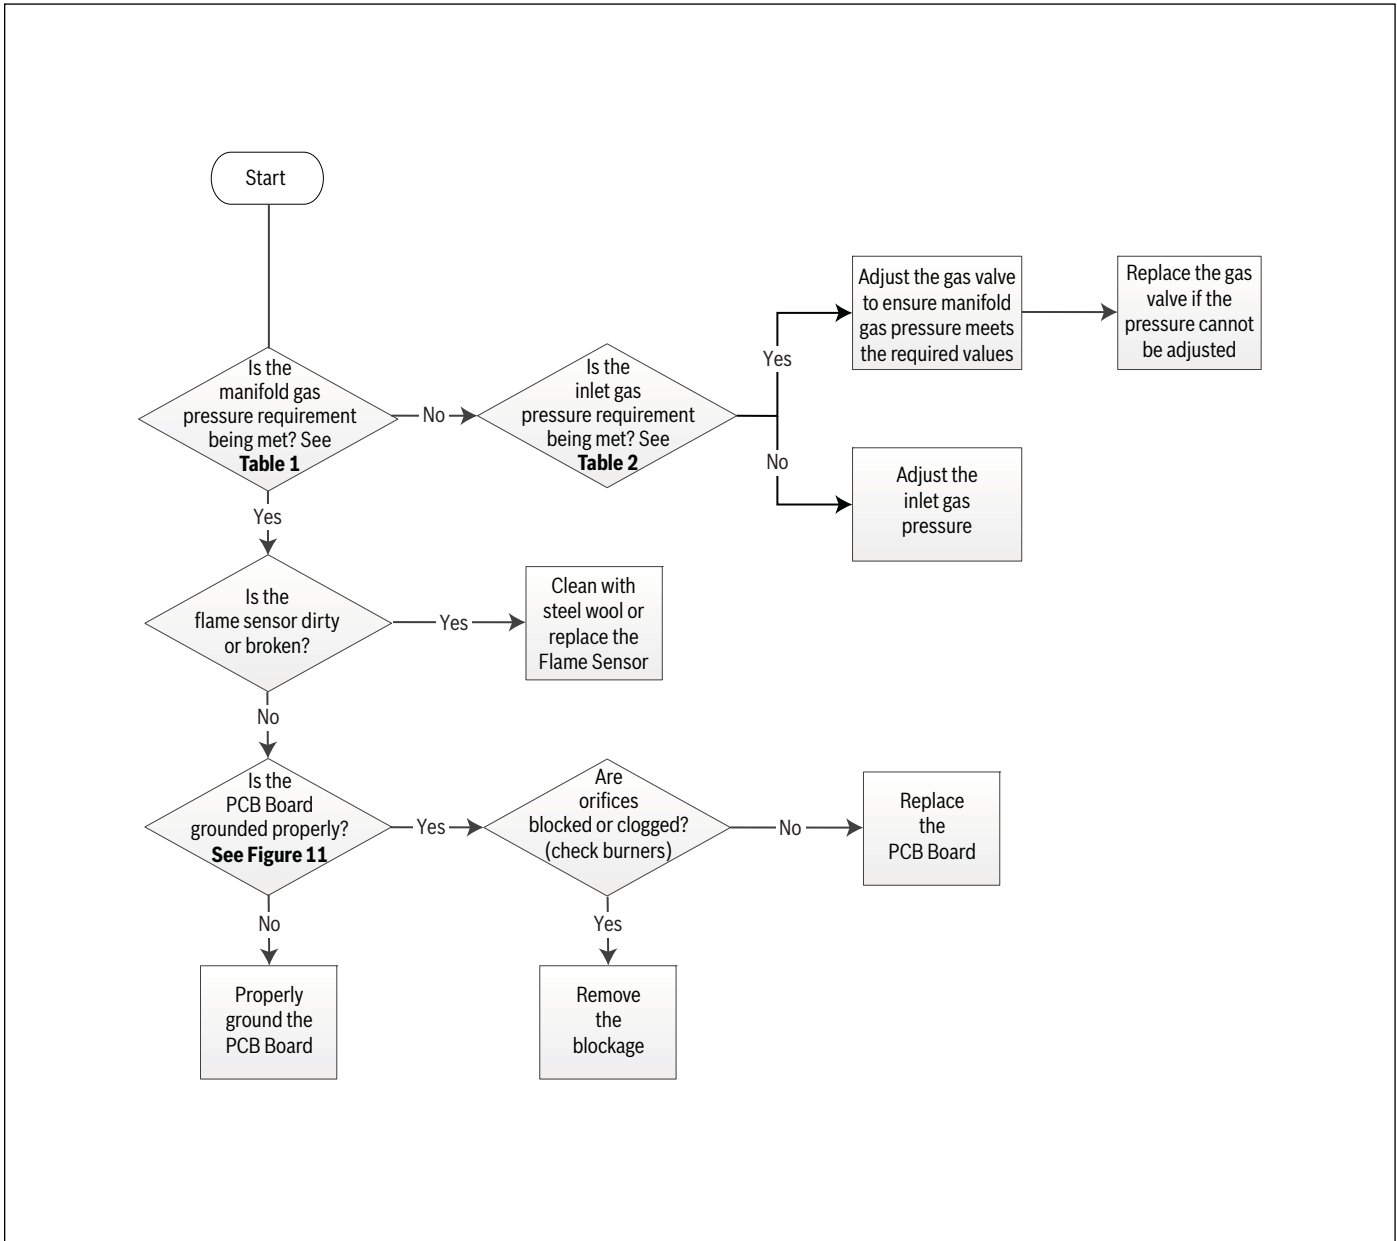 Start
Is the
manifold gas
pressure requirement
being met? See
Table 1
No
Is the
inlet gas
pressure requirement
being met? See
Table 2
Yes
Adjust the gas valve
to ensure manifold
gas pressure meets
the required values
Replace the gas
valve if the
pressure cannot
be adjusted
No
Adjust the
inlet gas
pressure
Yes
Is the
flame sensor dirty
or broken?
Yes
Clean with
steel wool or
replace the
Flame Sensor
No
Is the
PCB Board
grounded properly?
See Figure 11
Yes
Are
orifices
blocked or clogged?
(check burners)
No
Replace
the
PCB Board
No
Properly
ground the
PCB Board
Yes
Remove
the
blockage